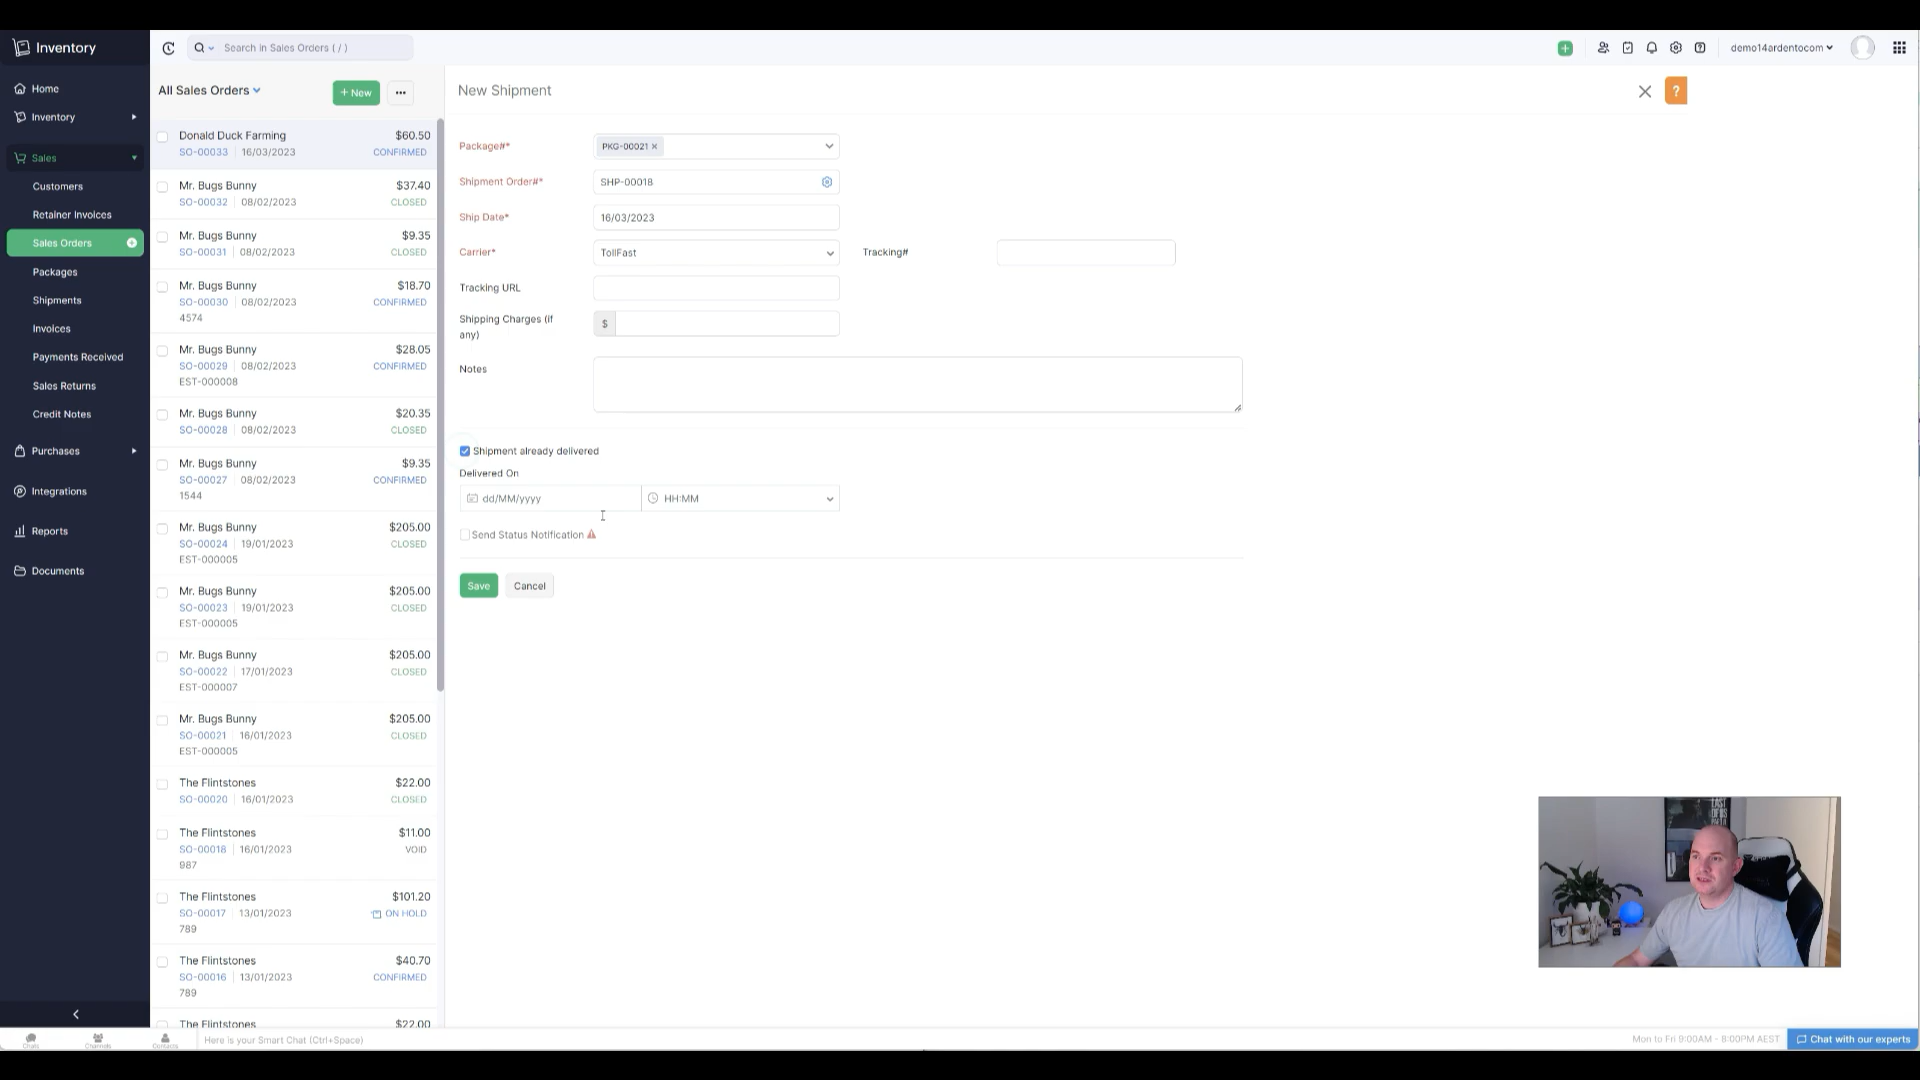 Inventory
Search in Sales Orders ( / )
demo14ardentocom
Home
Inventory
Sales
Customers
Retainer Invoices
Sales Orders
Packages
Shipments
Invoices
Payments Received
Sales Returns
Credit Notes
Purchases
Integrations
Reports
Documents
All Sales Orders
+ New
...
Donald Duck Farming $60.50
SO-00033 | 16/03/2023 CONFIRMED
Mr. Bugs Bunny $37.40
SO-00032 | 08/02/2023 CLOSED
Mr. Bugs Bunny $9.35
SO-00031 | 08/02/2023 CLOSED
Mr. Bugs Bunny $18.70
SO-00030 | 08/02/2023 CONFIRMED
4574
Mr. Bugs Bunny $28.05
SO-00029 | 08/02/2023 CONFIRMED
EST-000008
Mr. Bugs Bunny $20.35
SO-00028 | 08/02/2023 CLOSED
Mr. Bugs Bunny $9.35
SO-00027 | 08/02/2023 CONFIRMED
1544
Mr. Bugs Bunny $205.00
SO-00024 | 19/01/2023 CLOSED
EST-000005
Mr. Bugs Bunny $205.00
SO-00023 | 19/01/2023 CLOSED
EST-000005
Mr. Bugs Bunny $205.00
SO-00022 | 17/01/2023 CLOSED
EST-000007
Mr. Bugs Bunny $205.00
SO-00021 | 16/01/2023 CLOSED
EST-000005
The Flintstones $22.00
SO-00020 | 16/01/2023 CLOSED
The Flintstones $11.00
SO-00018 | 16/01/2023 VOID
987
The Flintstones $101.20
SO-00017 | 13/01/2023 ON HOLD
789
The Flintstones $40.70
SO-00016 | 13/01/2023 CONFIRMED
789
The Flintstones $22.00
New Shipment
?
Package#* PKG-00021 ×
Shipment Order#* SHP-00018
Ship Date* 16/03/2023
Carrier* TollFast Tracking#
Tracking URL
Shipping Charges (if
any) $
Notes
Shipment already delivered
Delivered On
dd/MM/yyyy HH:MM
Send Status Notification
Save Cancel
LAST
OF US
PART
Chats Channels Contacts Here is your Smart Chat (Ctrl+Space)
Mon to Fri 9:00AM - 8:00PM AEST
Chat with our experts